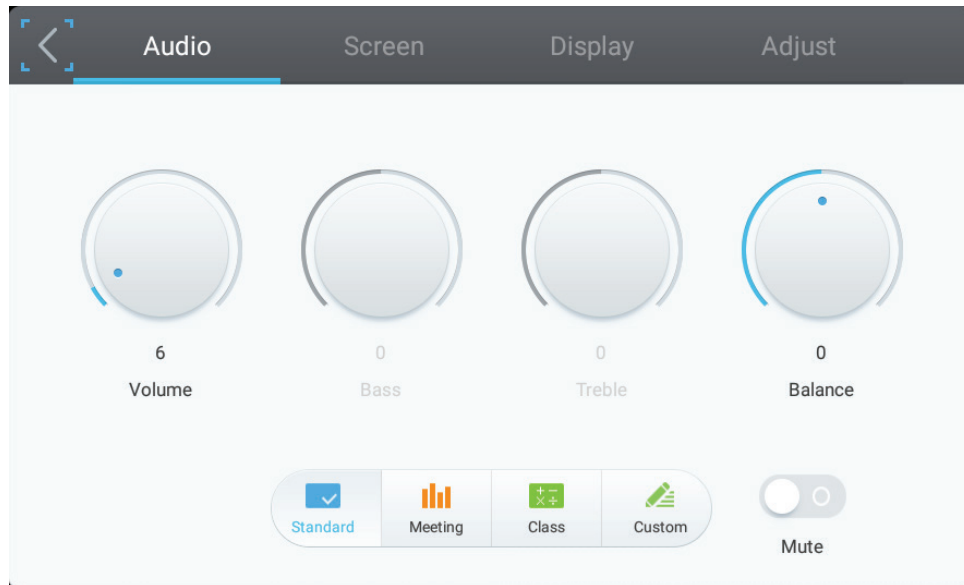 Audio Screen Display Adjust
6 0 0 0
Volume Bass Treble Balance
Standard Meeting Class Custom
Mute